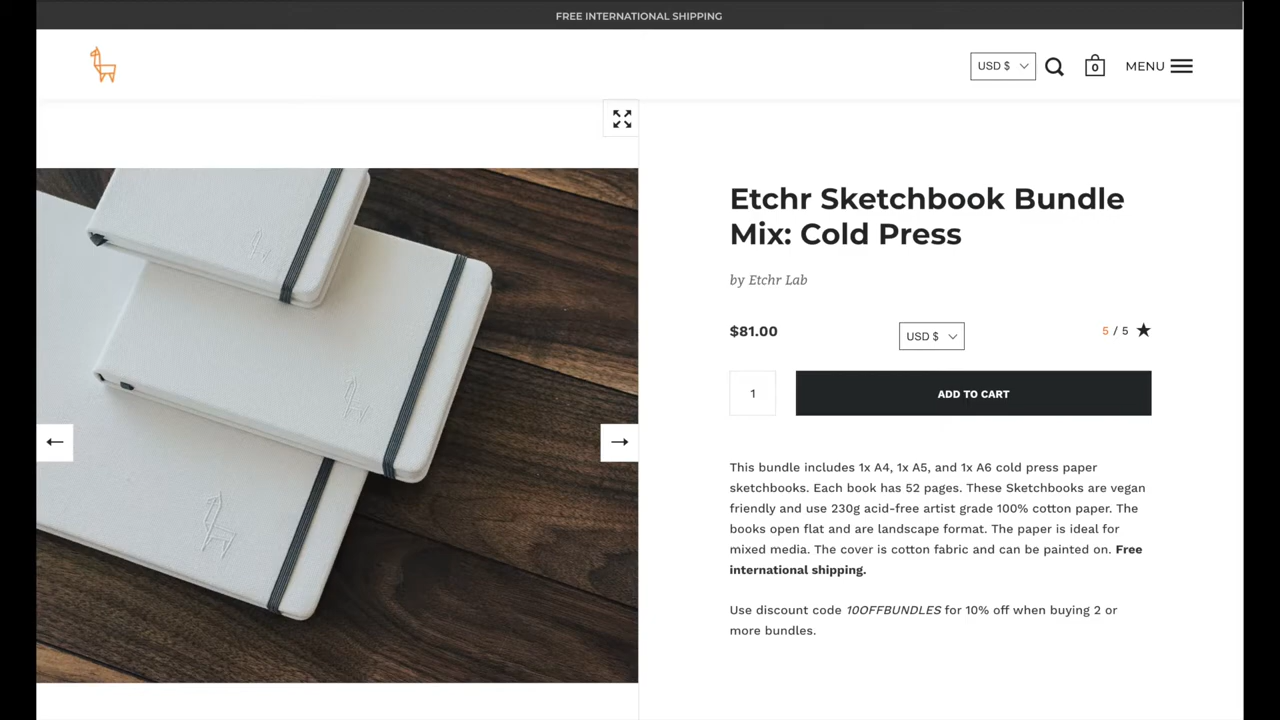 FREE INTERNATIONAL SHIPPING
USD $
0
MENU
Etchr Sketchbook Bundle
Mix: Cold Press
by Etchr Lab
$81.00
USD $
5 / 5
1
ADD TO CART
This bundle includes 1x A4, 1x A5, and 1x A6 cold press paper
sketchbooks. Each book has 52 pages. These Sketchbooks are vegan
friendly and use 230g acid-free artist grade 100% cotton paper. The
books open flat and are landscape format. The paper is ideal for
mixed media. The cover is cotton fabric and can be painted on. Free
international shipping.
Use discount code 10OFFBUNDLES for 10% off when buying 2 or
more bundles.